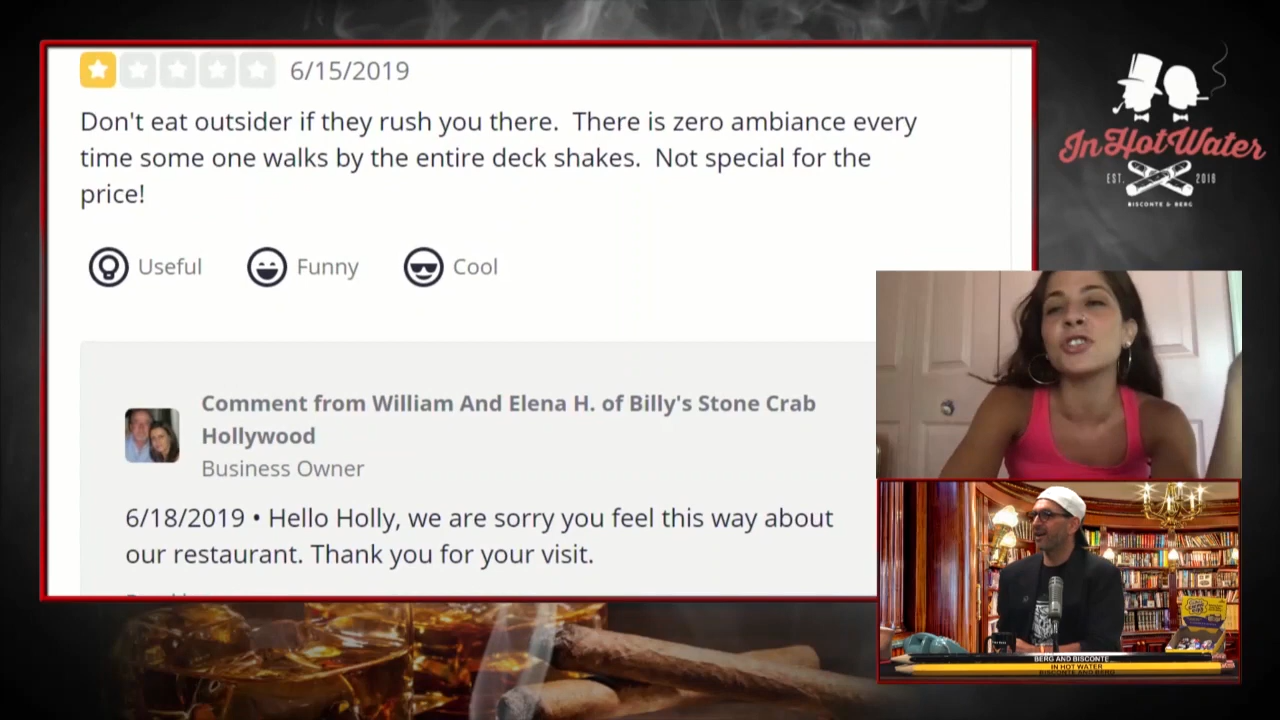 6/15/2019
Don't eat outsider if they rush you there.  There is zero ambiance every
time some one walks by the entire deck shakes.  Not special for the
price!
Useful
Funny
Cool
Comment from William And Elena H. of Billy's Stone Crab
Hollywood
Business Owner
6/18/2019 • Hello Holly, we are sorry you feel this way about
our restaurant. Thank you for your visit.
In Hot Water
EST. 2016
BISCONTE & BERG
BERG AND BISCONTE
IN HOT WATER